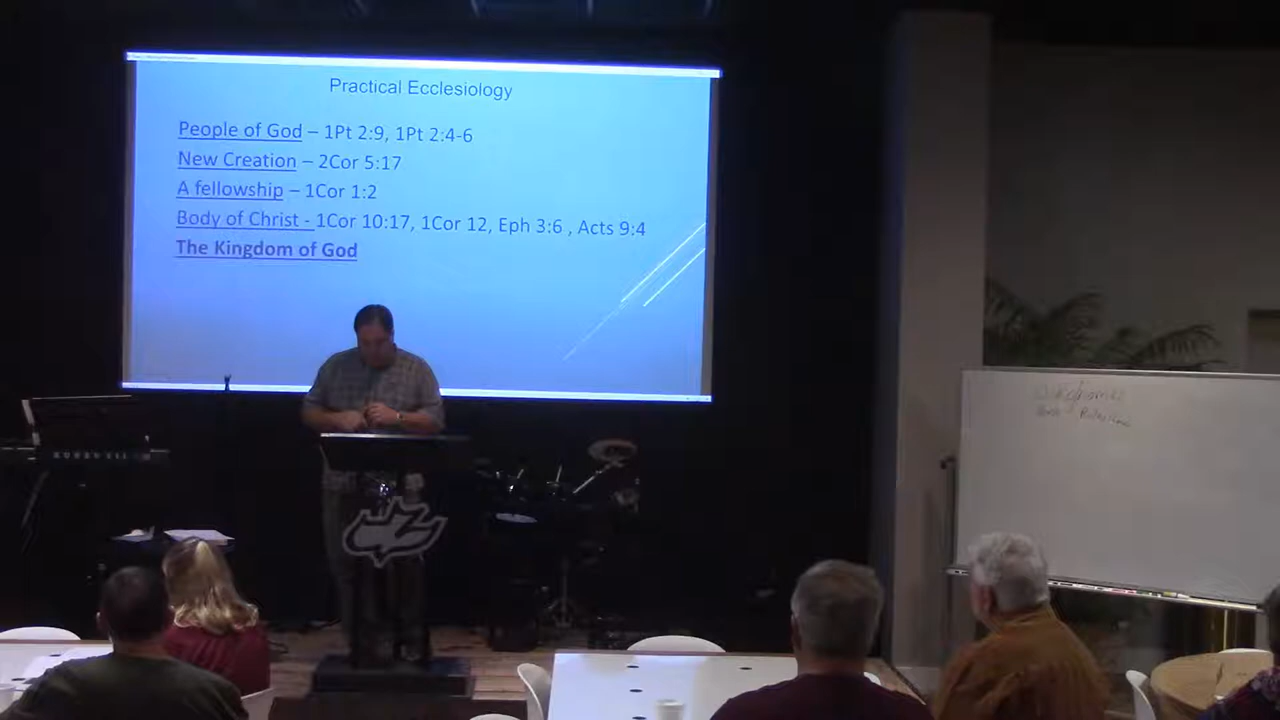 Practical Ecclesiology
People of God – 1Pt 2:9, 1Pt 2:4-6
New Creation – 2Cor 5:17
A fellowship – 1Cor 1:2
Body of Christ - 1Cor 10:17, 1Cor 12, Eph 3:6 , Acts 9:4
The Kingdom of God